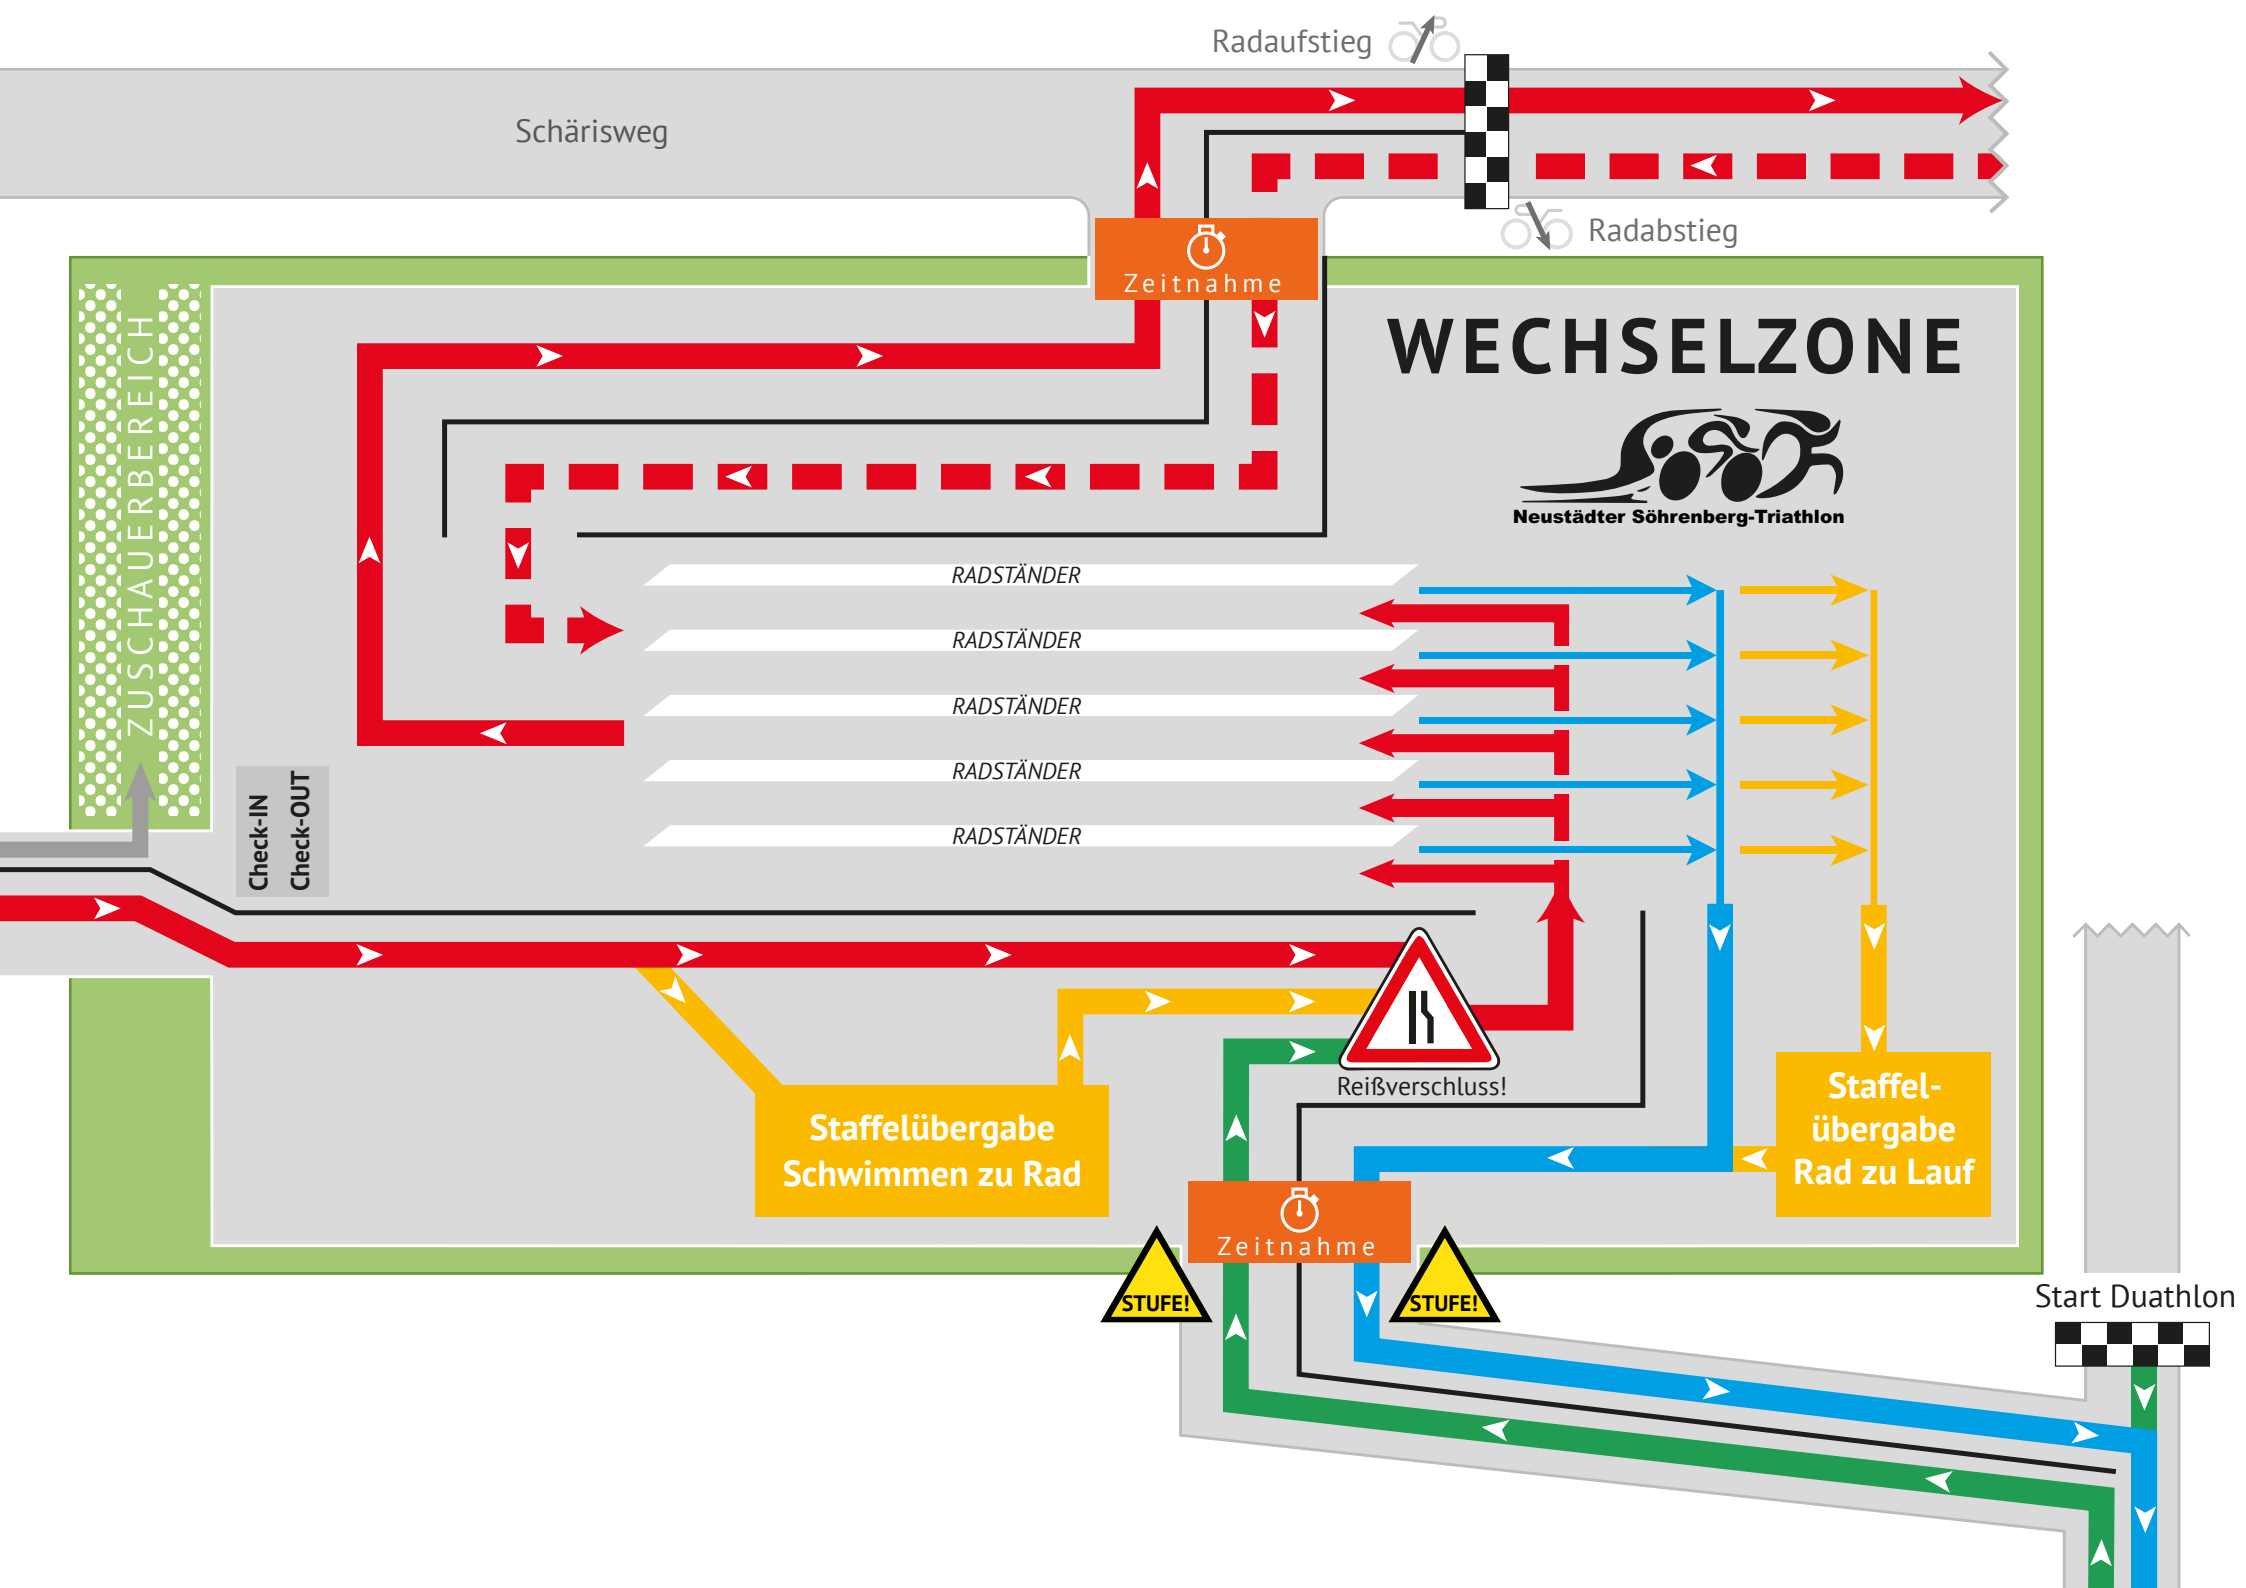 Radaufstieg
Schärisweg
Radabstieg
Zeitnahme
WECHSELZONE
Neustädter Söhrenberg-Triathlon
ZUSCHAUERBEREICH
RADSTÄNDER
RADSTÄNDER
RADSTÄNDER
RADSTÄNDER
RADSTÄNDER
Check-IN
Check-OUT
Reißverschluss!
Staffelübergabe
Schwimmen zu Rad
Staffel-
übergabe
Rad zu Lauf
Zeitnahme
STUFE!
STUFE!
Start Duathlon